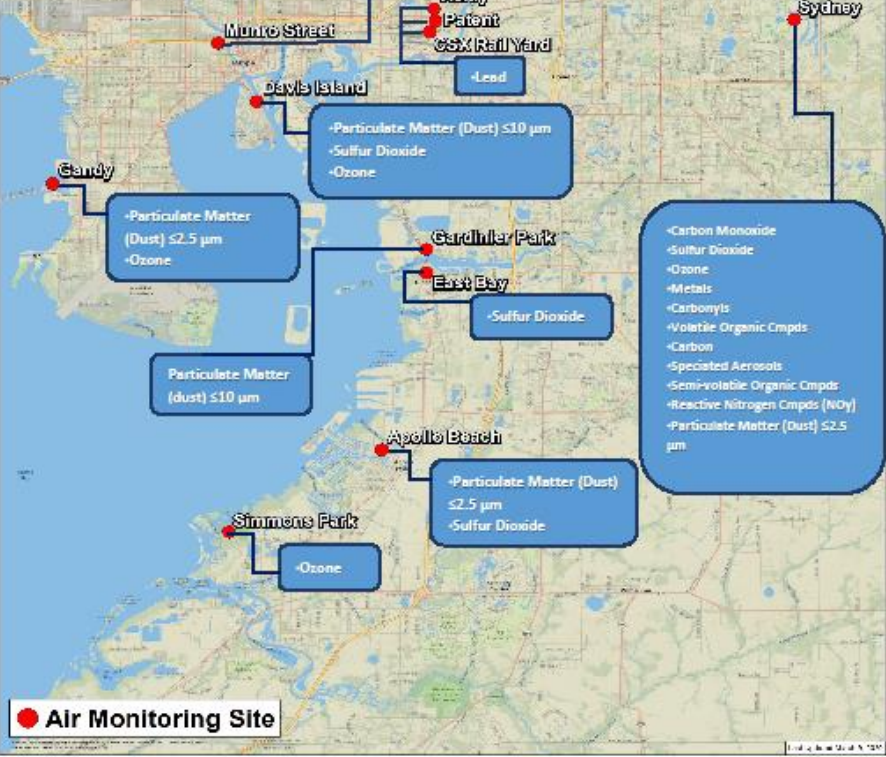 Sydney
Patent
Munro Street
CSX Rail Yard
•Lead
Davis Island
•Particulate Matter (Dust) ≤10 µm
•Sulfur Dioxide
•Ozone
Gandy
•Particulate Matter
(Dust) ≤2.5 µm
•Ozone
•Carbon Monoxide
•Sulfur Dioxide
•Ozone
•Metals
•Carbonyls
•Volatile Organic Cmpds
•Carbon
•Speciated Aerosols
•Semi-volatile Organic Cmpds
•Reactive Nitrogen Cmpds (NOy)
•Particulate Matter (Dust) ≤2.5
µm
Gardinier Park
East Bay
•Sulfur Dioxide
Particulate Matter
(dust) ≤10 µm
Apollo Beach
•Particulate Matter (Dust)
≤2.5 µm
•Sulfur Dioxide
Simmons Park
•Ozone
Air Monitoring Site